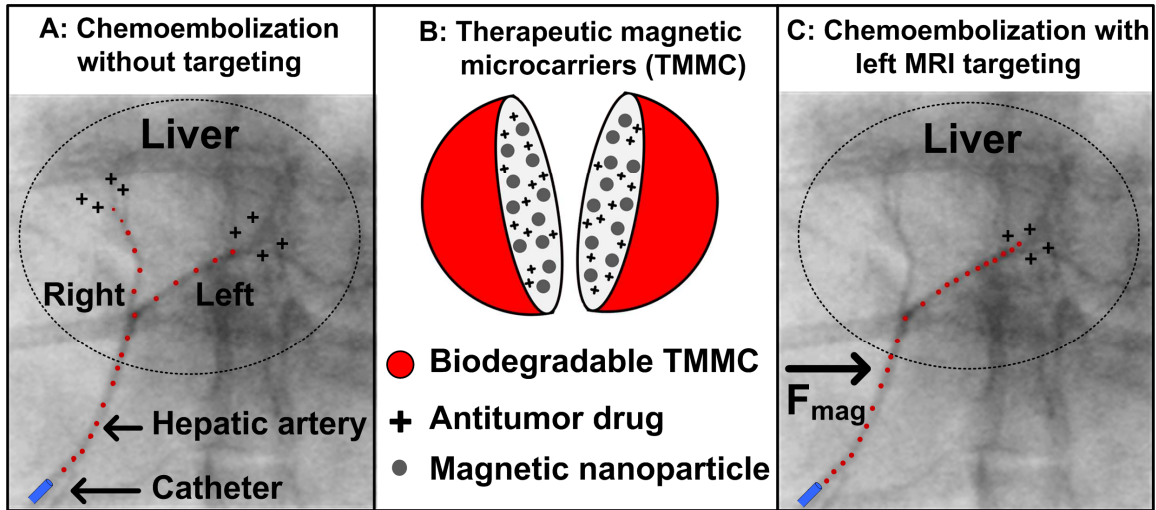 A: Chemoembolization
without targeting
Liver
Right
Left
Hepatic artery
Catheter
B: Therapeutic magnetic
microcarriers (TMMC)
Biodegradable TMMC
Antitumor drug
Magnetic nanoparticle
C: Chemoembolization with
left MRI targeting
Liver
Fmag